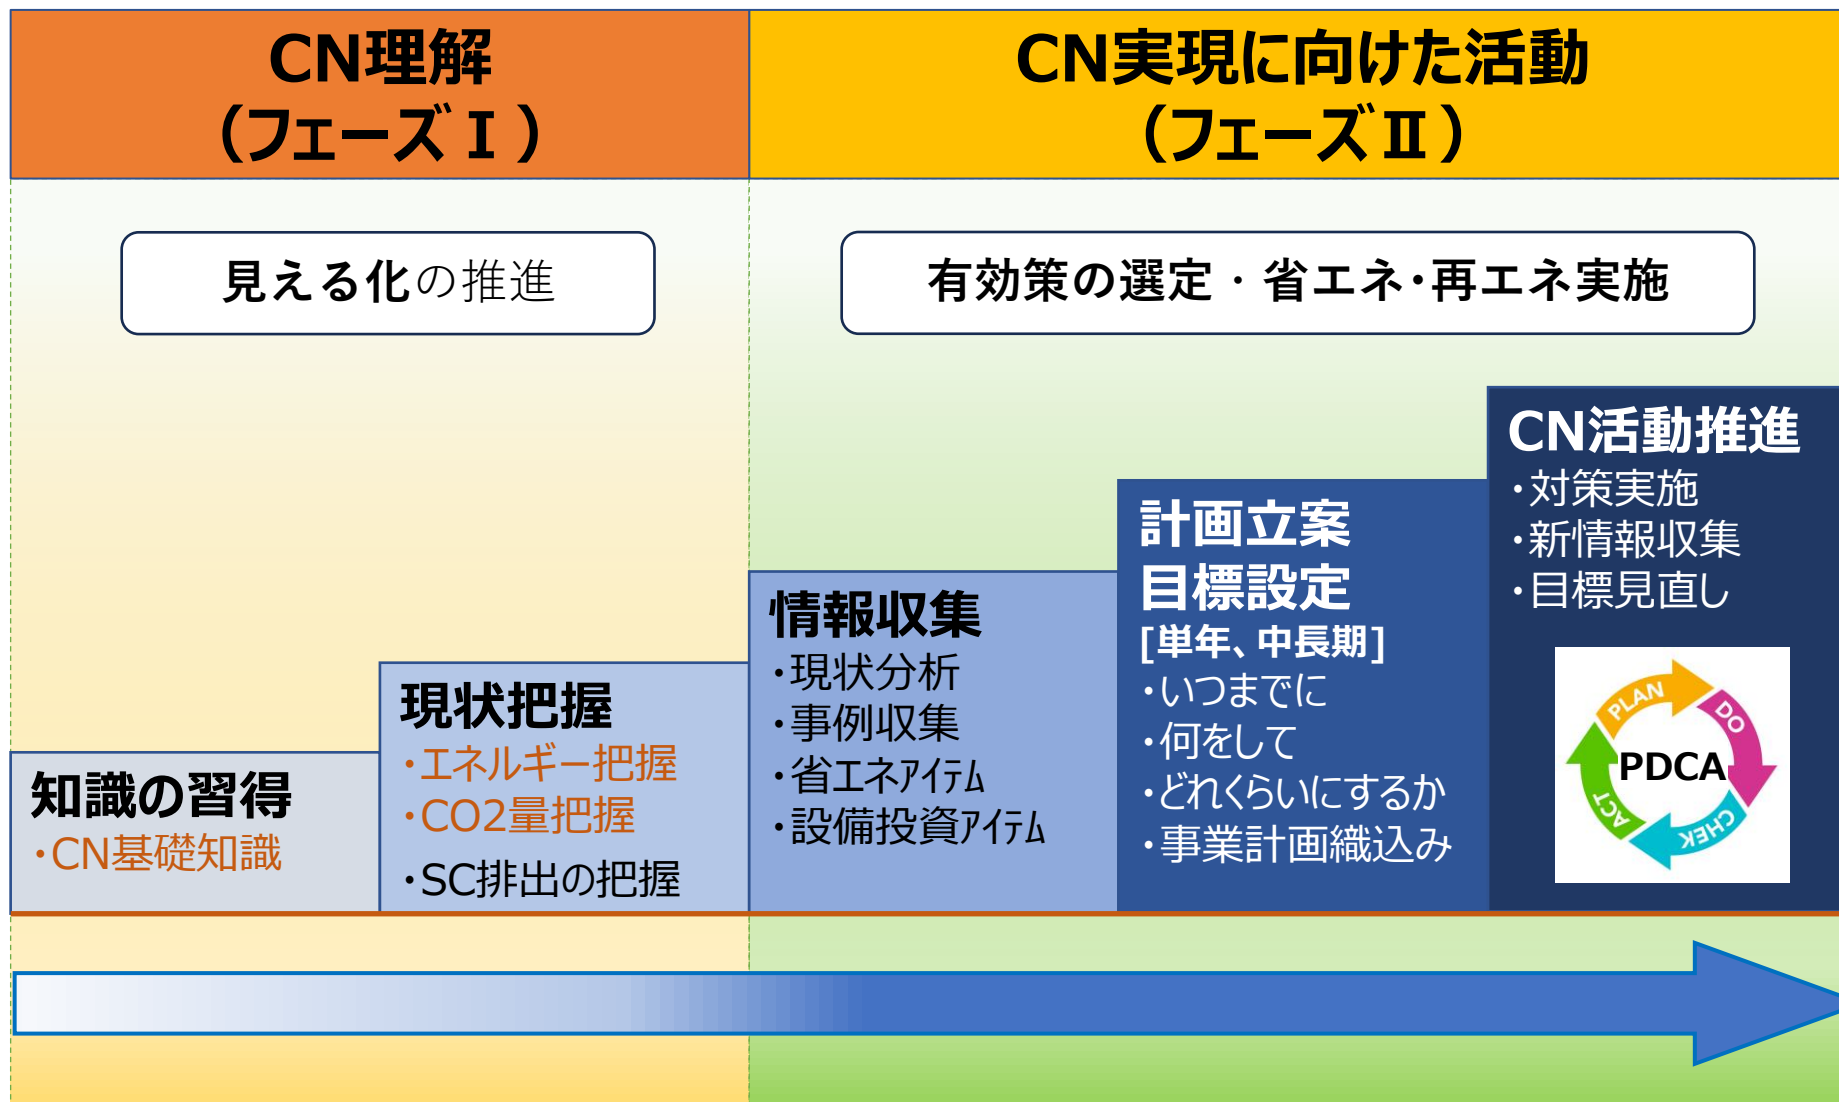 CN理解
（フェーズⅠ）
CN実現に向けた活動
（フェーズⅡ）
見える化の推進
有効策の選定・省エネ・再エネ実施
知識の習得
・CN基礎知識
現状把握
・エネルギー把握
・CO2量把握
・SC排出の把握
情報収集
・現状分析
・事例収集
・省エネｱｲﾃﾑ
・設備投資ｱｲﾃﾑ
計画立案
目標設定
[単年、中長期]
・いつまでに
・何をして
・どれくらいにするか
・事業計画織込み
CN活動推進
・対策実施
・新情報収集
・目標見直し
PLAN
DO
PDCA
CHEK
ACT